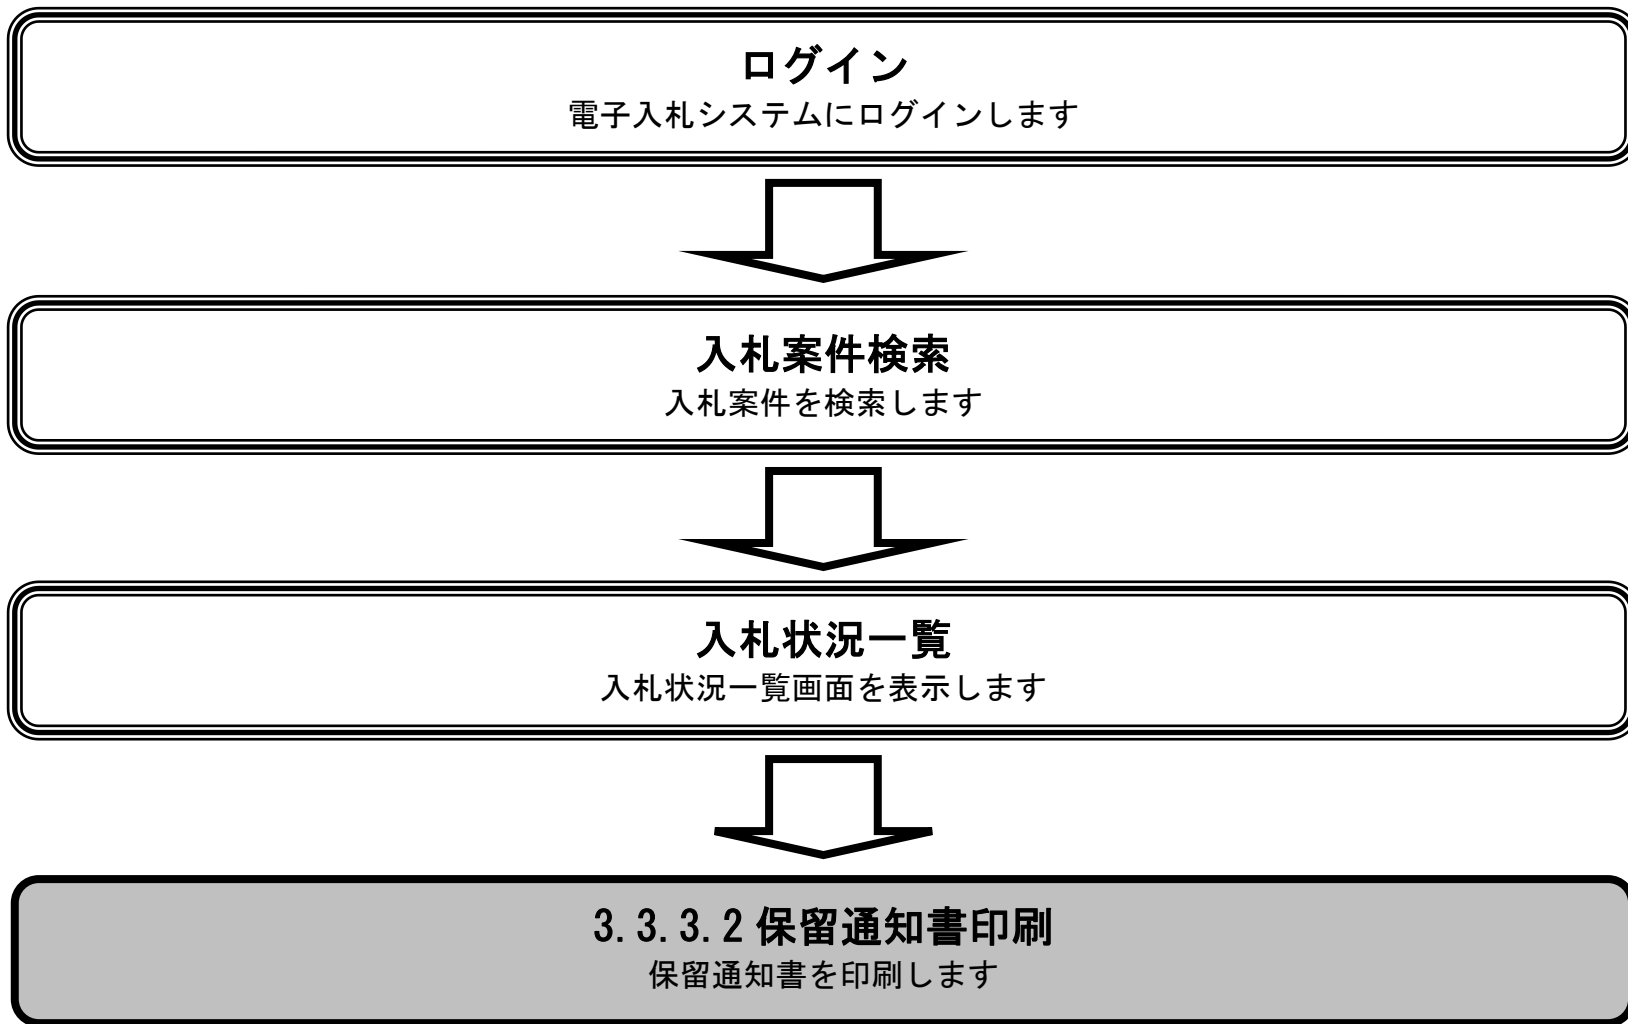 ログイン
電子入札システムにログインします
入札案件検索
入札案件を検索します
入札状況一覧
入札状況一覧画面を表示します
3.3.3.2 保留通知書印刷
保留通知書を印刷します